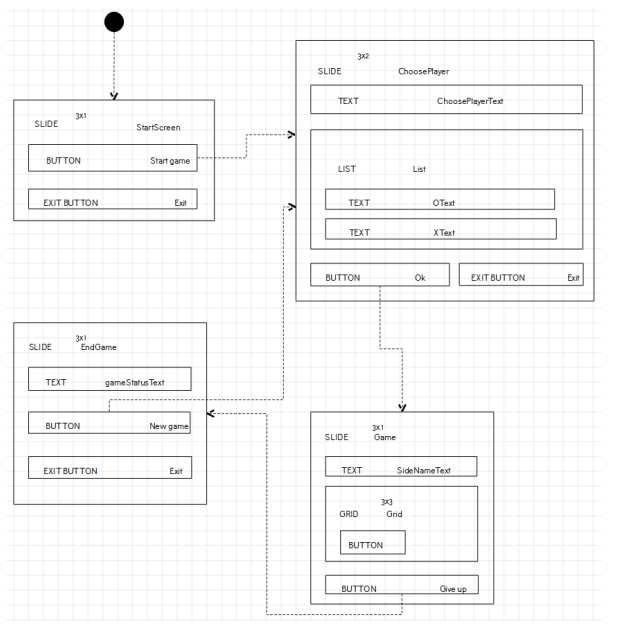 3x1
SLIDE StartScreen
BUTTON Start game
EXIT BUTTON Exit
3x2
SLIDE ChoosePlayer
TEXT ChoosePlayerText
LIST List
TEXT OText
TEXT XText
BUTTON Ok
EXIT BUTTON Exit
3x1
SLIDE EndGame
TEXT gameStatusText
BUTTON New game
EXIT BUTTON Exit
3x1
SLIDE Game
TEXT SideNameText
3x3
GRID Grid
BUTTON
BUTTON Give up